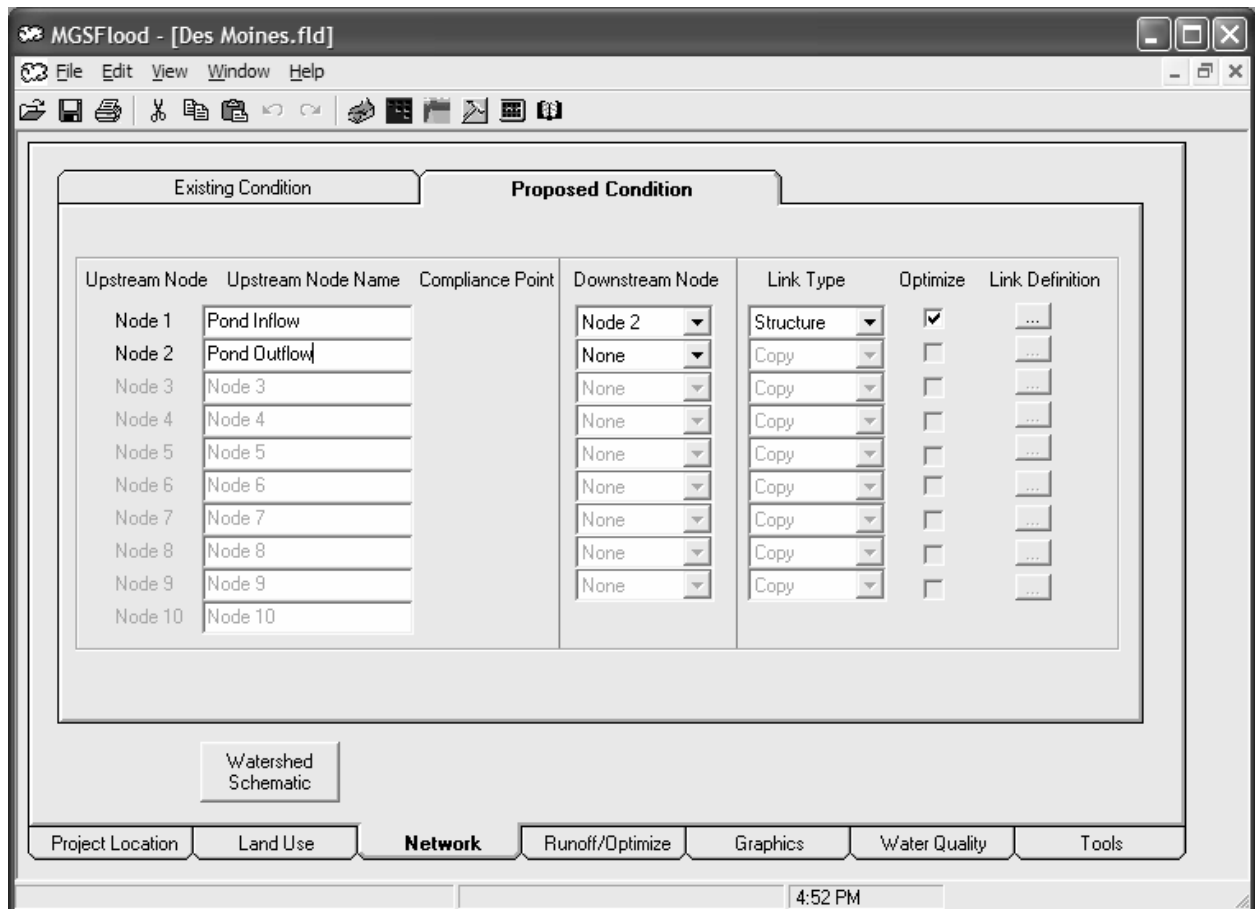 MGSFlood - [Des Moines.fld]
File Edit View Window Help
Existing Condition
Proposed Condition
Upstream Node Upstream Node Name Compliance Point Downstream Node Link Type Optimize Link Definition
Node 1 Pond Inflow Node 2 Structure ...
Node 2 Pond Outflow None Copy ...
Node 3 Node 3 None Copy ...
Node 4 Node 4 None Copy ...
Node 5 Node 5 None Copy ...
Node 6 Node 6 None Copy ...
Node 7 Node 7 None Copy ...
Node 8 Node 8 None Copy ...
Node 9 Node 9 None Copy ...
Node 10 Node 10
Watershed
Schematic
Project Location Land Use Network Runoff/Optimize Graphics Water Quality Tools
4:52 PM